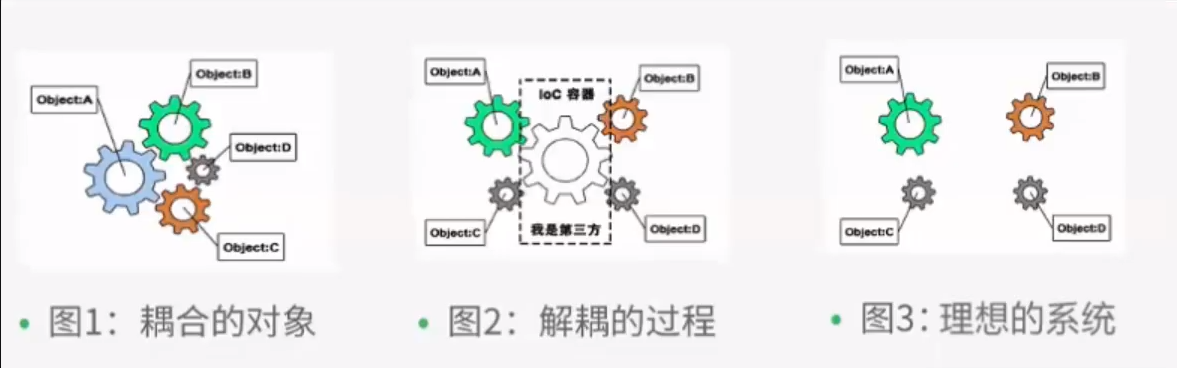 Object:A
Object:B
Object:D
Object:C
• 图1：耦合的对象
Object:A
IoC 容器
Object:B
Object:C
我是第三方
Object:D
• 图2：解耦的过程
Object:A
Object:B
Object:C
Object:D
• 图3：理想的系统